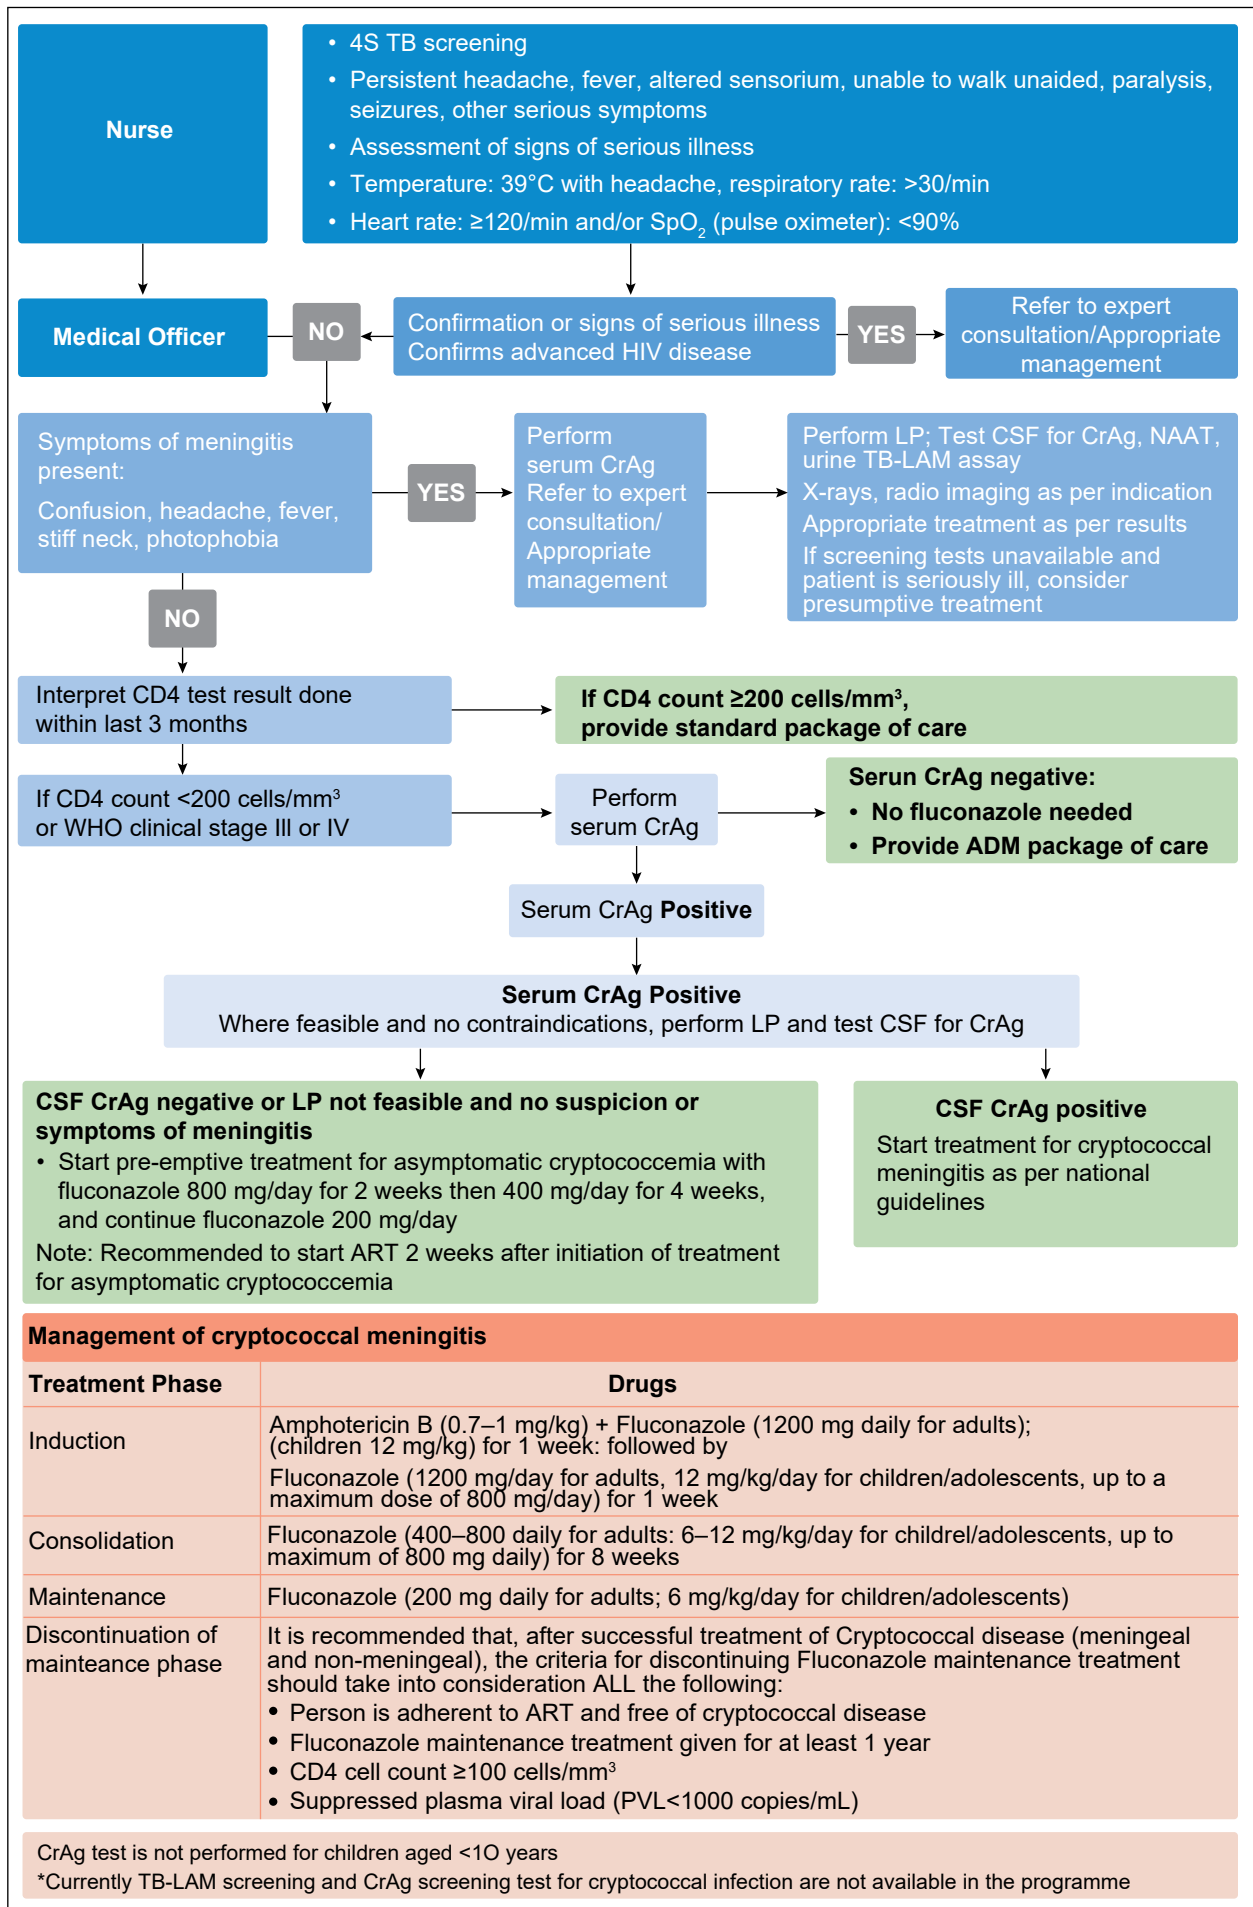 Nurse
• 4S TB screening
• Persistent headache, fever, altered sensorium, unable to walk unaided, paralysis,
seizures, other serious symptoms
• Assessment of signs of serious illness
• Temperature: 39°C with headache, respiratory rate: >30/min
• Heart rate: ≥120/min and/or SpO₂ (pulse oximeter): <90%
Medical Officer
NO
Confirmation or signs of serious illness
Confirms advanced HIV disease
YES
Refer to expert
consultation/Appropriate
management
Symptoms of meningitis
present:
Confusion, headache, fever,
stiff neck, photophobia
YES
Perform
serum CrAg
Refer to expert
consultation/
Appropriate
management
Perform LP; Test CSF for CrAg, NAAT,
urine TB-LAM assay
X-rays, radio imaging as per indication
Appropriate treatment as per results
If screening tests unavailable and
patient is seriously ill, consider
presumptive treatment
NO
Interpret CD4 test result done
within last 3 months
If CD4 count ≥200 cells/mm³,
provide standard package of care
If CD4 count <200 cells/mm³
or WHO clinical stage III or IV
Perform
serum CrAg
Serun CrAg negative:
• No fluconazole needed
• Provide ADM package of care
Serum CrAg Positive
Serum CrAg Positive
Where feasible and no contraindications, perform LP and test CSF for CrAg
CSF CrAg negative or LP not feasible and no suspicion or
symptoms of meningitis
• Start pre-emptive treatment for asymptomatic cryptococcemia with
fluconazole 800 mg/day for 2 weeks then 400 mg/day for 4 weeks,
and continue fluconazole 200 mg/day
Note: Recommended to start ART 2 weeks after initiation of treatment
for asymptomatic cryptococcemia
CSF CrAg positive
Start treatment for cryptococcal
meningitis as per national
guidelines
Management of cryptococcal meningitis
Treatment Phase
Drugs
Induction
Amphotericin B (0.7–1 mg/kg) + Fluconazole (1200 mg daily for adults);
(children 12 mg/kg) for 1 week: followed by
Fluconazole (1200 mg/day for adults, 12 mg/kg/day for children/adolescents, up to a
maximum dose of 800 mg/day) for 1 week
Consolidation
Fluconazole (400–800 daily for adults: 6–12 mg/kg/day for childrel/adolescents, up to
maximum of 800 mg daily) for 8 weeks
Maintenance
Fluconazole (200 mg daily for adults; 6 mg/kg/day for children/adolescents)
Discontinuation of
mainteance phase
It is recommended that, after successful treatment of Cryptococcal disease (meningeal
and non-meningeal), the criteria for discontinuing Fluconazole maintenance treatment
should take into consideration ALL the following:
• Person is adherent to ART and free of cryptococcal disease
• Fluconazole maintenance treatment given for at least 1 year
• CD4 cell count ≥100 cells/mm³
• Suppressed plasma viral load (PVL<1000 copies/mL)
CrAg test is not performed for children aged <1O years
*Currently TB-LAM screening and CrAg screening test for cryptococcal infection are not available in the programme